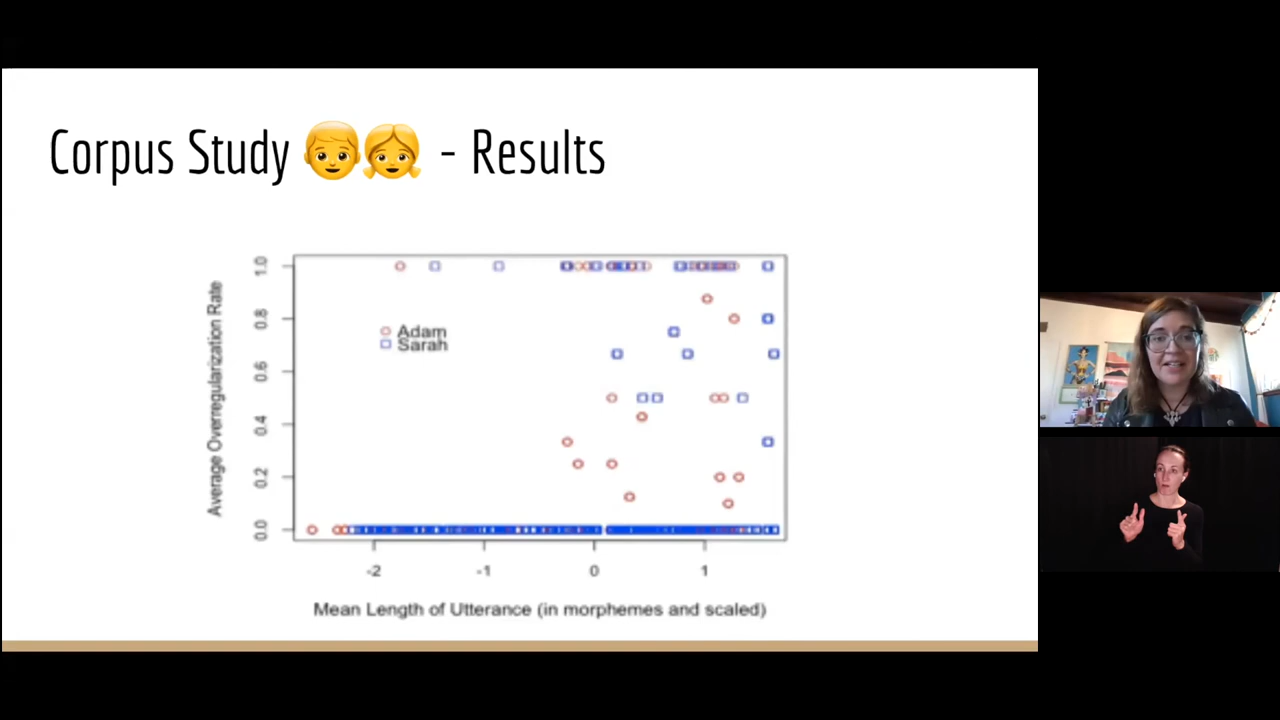 Corpus Study 👦👧 - Results
1.0
0.8
0.6
0.4
0.2
0.0
Average Overregularization Rate
Adam
Sarah
-2 -1 0 1
Mean Length of Utterance (in morphemes and scaled)